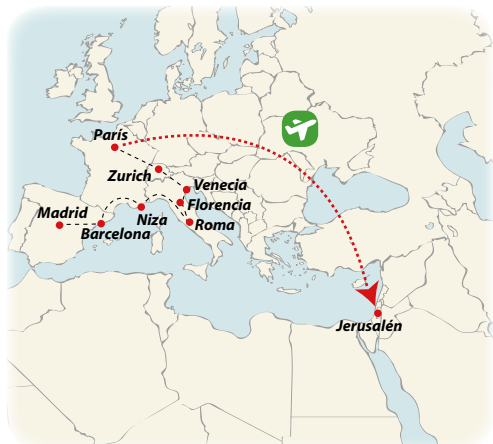 París
Zurich
Venecia
Florencia
Madrid
Niza
Roma
Barcelona
Jerusalén